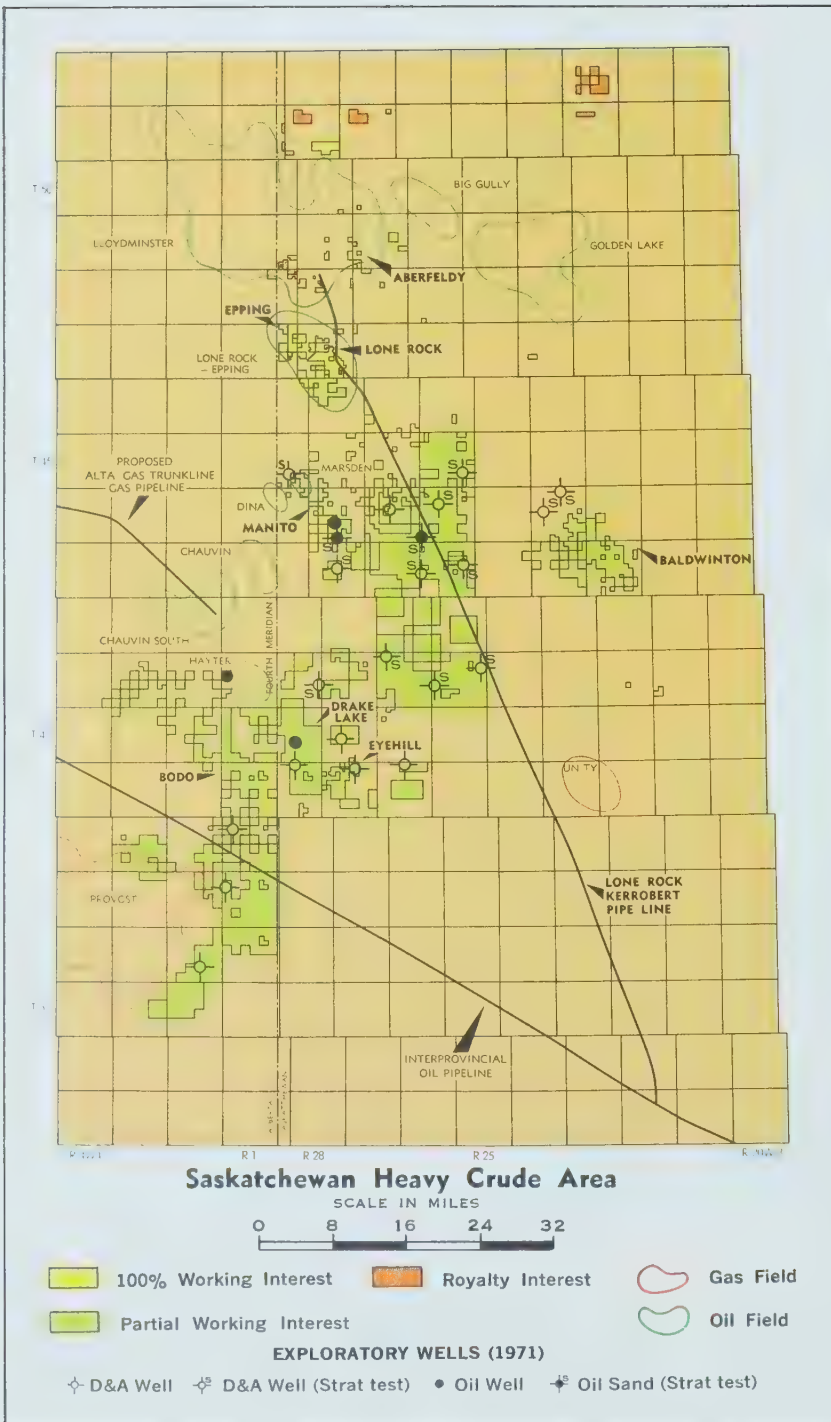 BIG GULLY
LLOYDMINSTER
GOLDEN LAKE
ABERFELDY
EPPING
LONE ROCK
LONE ROCK
– EPPING
PROPOSED
ALTA GAS TRUNKLINE
GAS PIPELINE
S
MARSDEN
S
S
DINA
MANITO
S
S
S
S
S
S
S
CHAUVIN
BALDWINTON
FOURTH MERIDIAN
CHAUVIN SOUTH
HAYTER
S
S
S
S
DRAKE
LAKE
EYEHILL
BODO
UNITY
LONE ROCK
KERROBERT
PIPE LINE
PROVOST
INTERPROVINCIAL
OIL PIPELINE
R 1
R 28
R 25
Saskatchewan Heavy Crude Area
SCALE IN MILES
0 8 16 24 32
100% Working Interest
Royalty Interest
Gas Field
Partial Working Interest
Oil Field
EXPLORATORY WELLS (1971)
D&A Well
S D&A Well (Strat test)
Oil Well
S Oil Sand (Strat test)